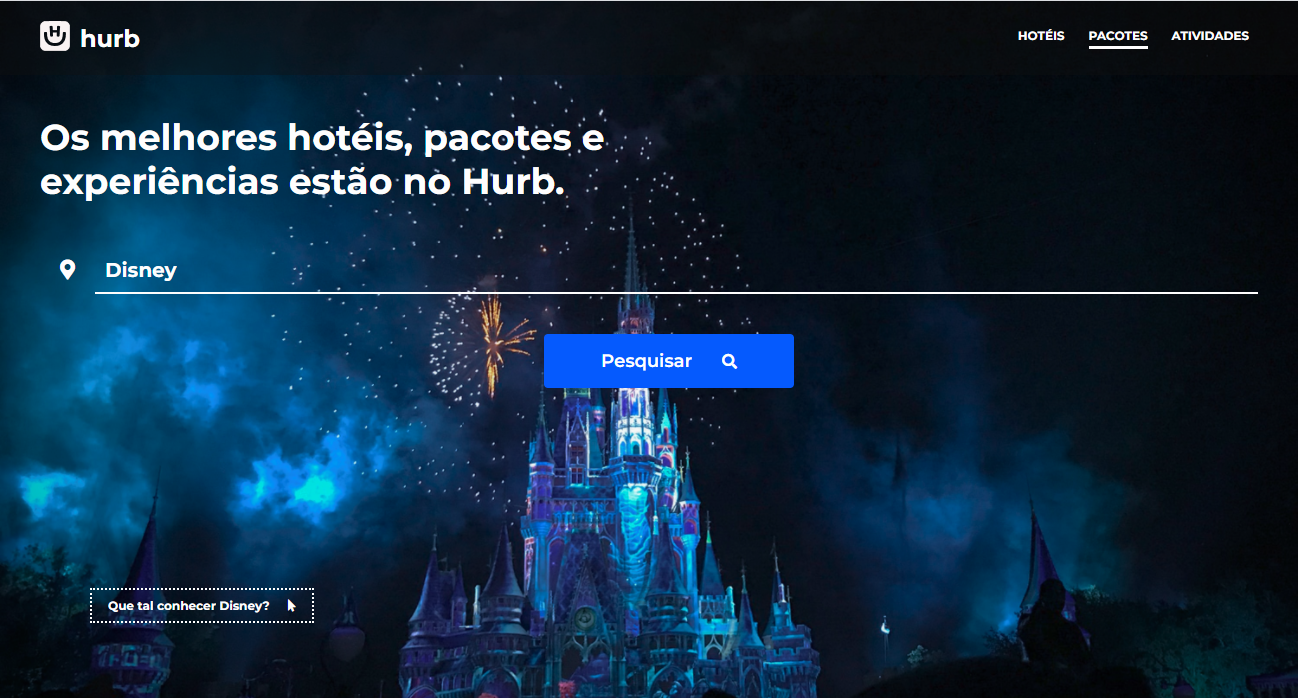 hurb
HOTÉIS
PACOTES
ATIVIDADES
Os melhores hotéis, pacotes e
experiências estão no Hurb.
Disney
Pesquisar
Que tal conhecer Disney?